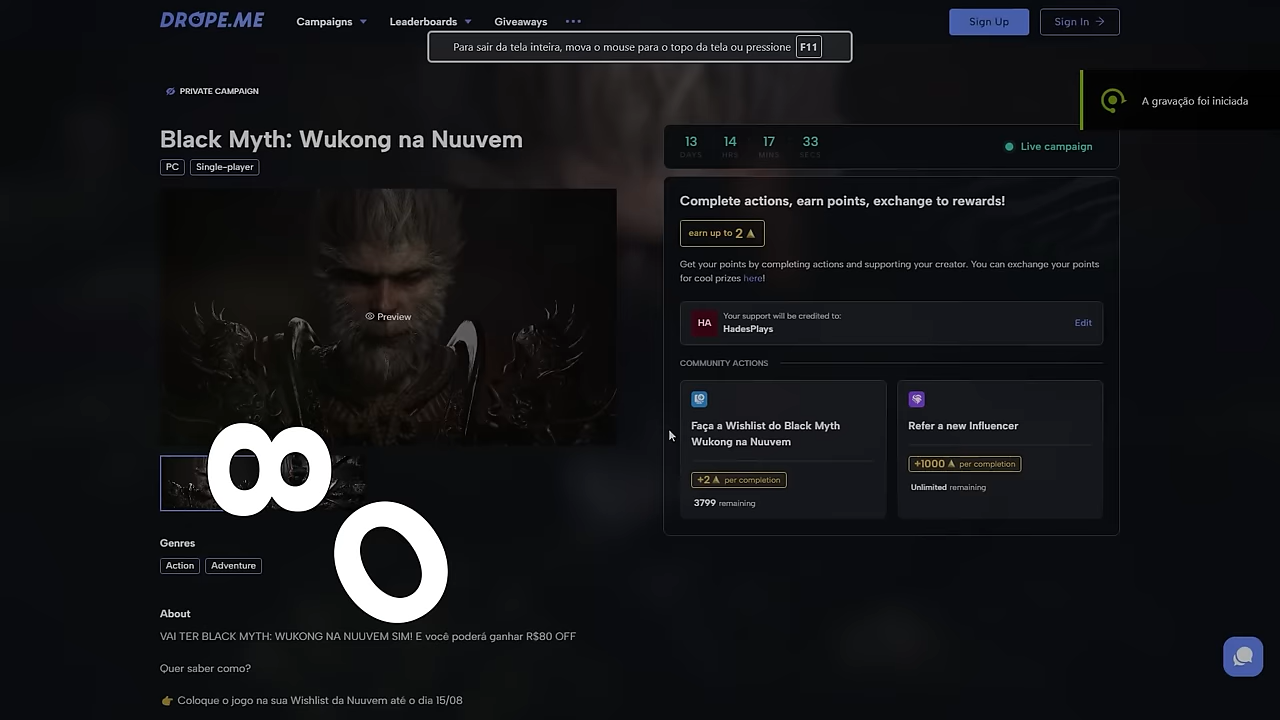 DROPE.ME
Campaigns
Leaderboards
Giveaways
Sign Up
Sign In
Para sair da tela inteira, mova o mouse para o topo da tela ou pressione F11
A gravação foi iniciada
PRIVATE CAMPAIGN
Black Myth: Wukong na Nuuvem
PC
Single-player
Preview
13 14 17 33
DAYS HRS MINS SECS
Live campaign
Complete actions, earn points, exchange to rewards!
earn up to 2
Get your points by completing actions and supporting your creator. You can exchange your points
for cool prizes here!
HA
Your support will be credited to:
HadesPlays
Edit
COMMUNITY ACTIONS
Faça a Wishlist do Black Myth
Wukong na Nuuvem
+2 per completion
3799 remaining
Refer a new Influencer
+1000 per completion
Unlimited remaining
8
0
Genres
Action
Adventure
About
VAI TER BLACK MYTH: WUKONG NA NUUVEM SIM! E você poderá ganhar R$80 OFF
Quer saber como?
👉 Coloque o jogo na sua Wishlist da Nuuvem até o dia 15/08